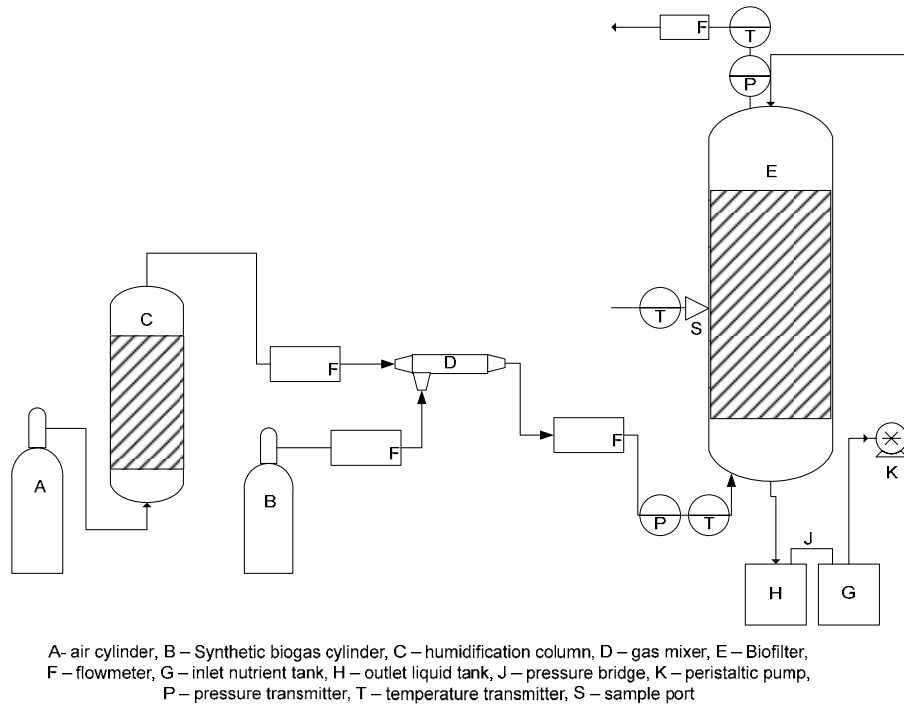 F
T
P
E
C
T
S
F
D
F
F
A
B
K
P
T
J
H
G
A- air cylinder, B – Synthetic biogas cylinder, C – humidification column, D – gas mixer, E – Biofilter,
F – flowmeter, G – inlet nutrient tank, H – outlet liquid tank, J – pressure bridge, K – peristaltic pump,
P – pressure transmitter, T – temperature transmitter, S – sample port